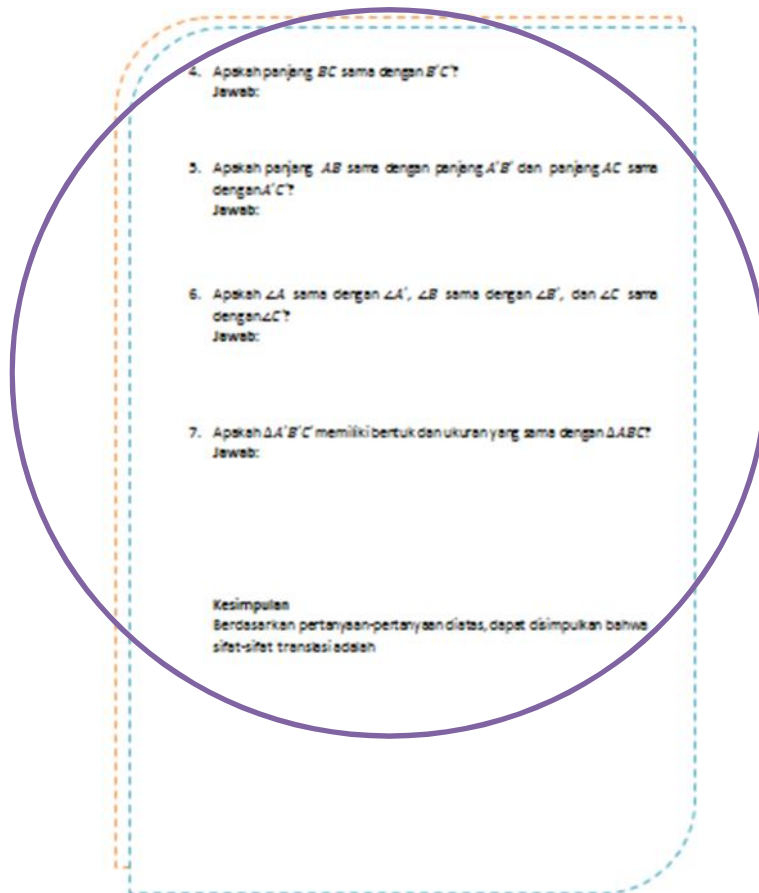 4. Apakah panjang BC sama dengan B'C'?
Jawab:
5. Apakah panjang AB sama dengan panjang A'B' dan panjang AC sama
dengan A'C'?
Jawab:
6. Apakah ∠A sama dengan ∠A', ∠B sama dengan ∠B', dan ∠C sama
dengan ∠C'?
Jawab:
7. Apakah ΔA'B'C' memiliki bentuk dan ukuran yang sama dengan ΔABC?
Jawab:
Kesimpulan
Berdasarkan pertanyaan-pertanyaan diatas, dapat disimpulkan bahwa
sifat-sifat translasi adalah